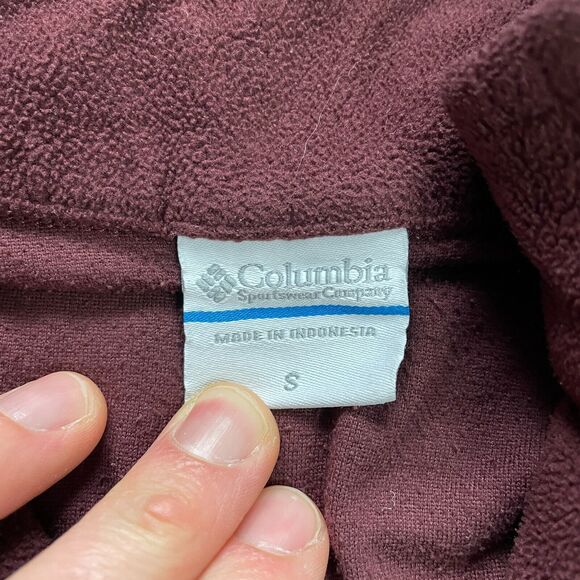 Columbia
Sportswear Company
MADE IN INDONESIA
S